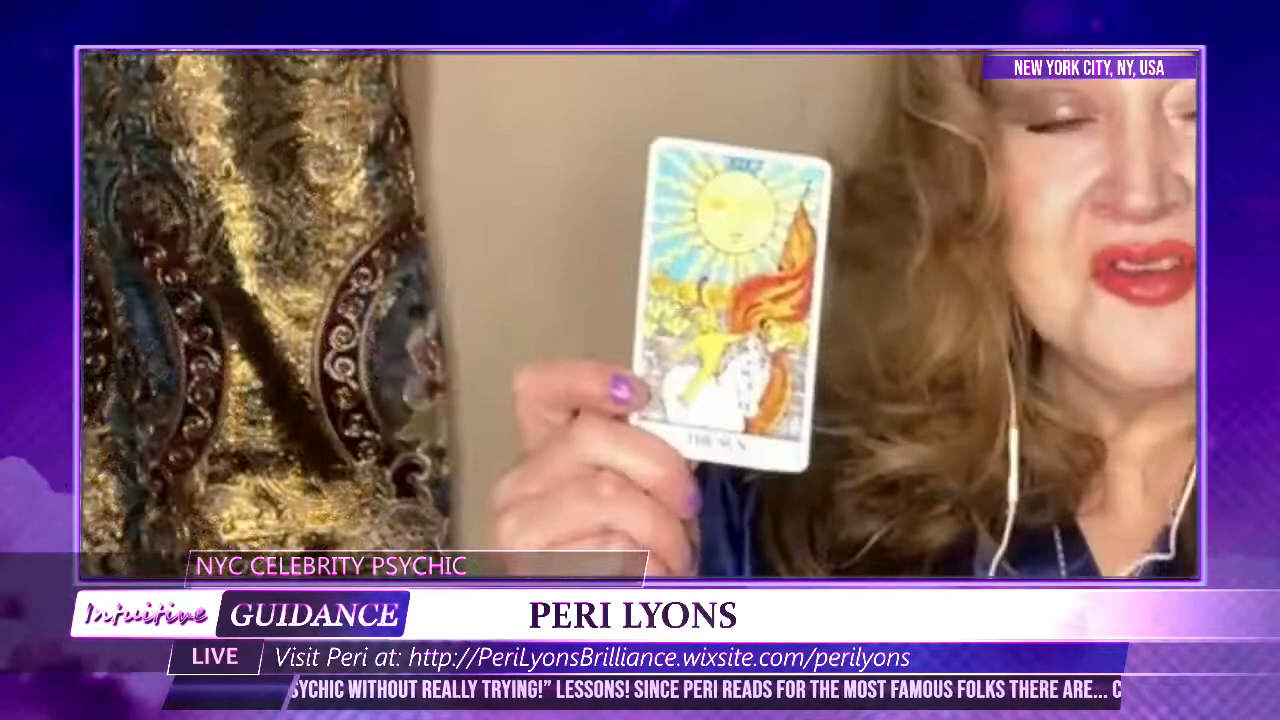 NEW YORK CITY, NY, USA
THE SUN
NYC CELEBRITY PSYCHIC
Intuitive GUIDANCE
PERI LYONS
LIVE
Visit Peri at: http://PeriLyonsBrilliance.wixsite.com/perilyons
SYCHIC WITHOUT REALLY TRYING!” LESSONS! SINCE PERI READS FOR THE MOST FAMOUS FOLKS THERE ARE... C